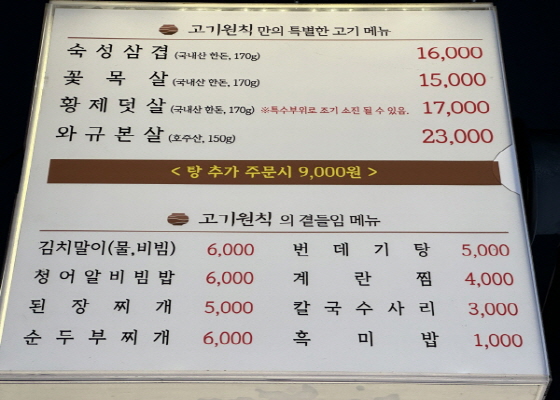 고기원칙 만의 특별한 고기 메뉴
숙성삼겹 (국내산 한돈, 170g) 16,000
꽃목살 (국내산 한돈, 170g) 15,000
황제덧살 (국내산 한돈, 170g) ※특수부위로 조기 소진 될 수 있음. 17,000
와규본살 (호주산, 150g) 23,000
< 탕 추가 주문시 9,000원 >
고기원칙 의 곁들임 메뉴
김치말이(물,비빔) 6,000 번데기탕 5,000
청어알비빔밥 6,000 계란찜 4,000
된장찌개 5,000 칼국수사리 3,000
순두부찌개 6,000 흑미밥 1,000